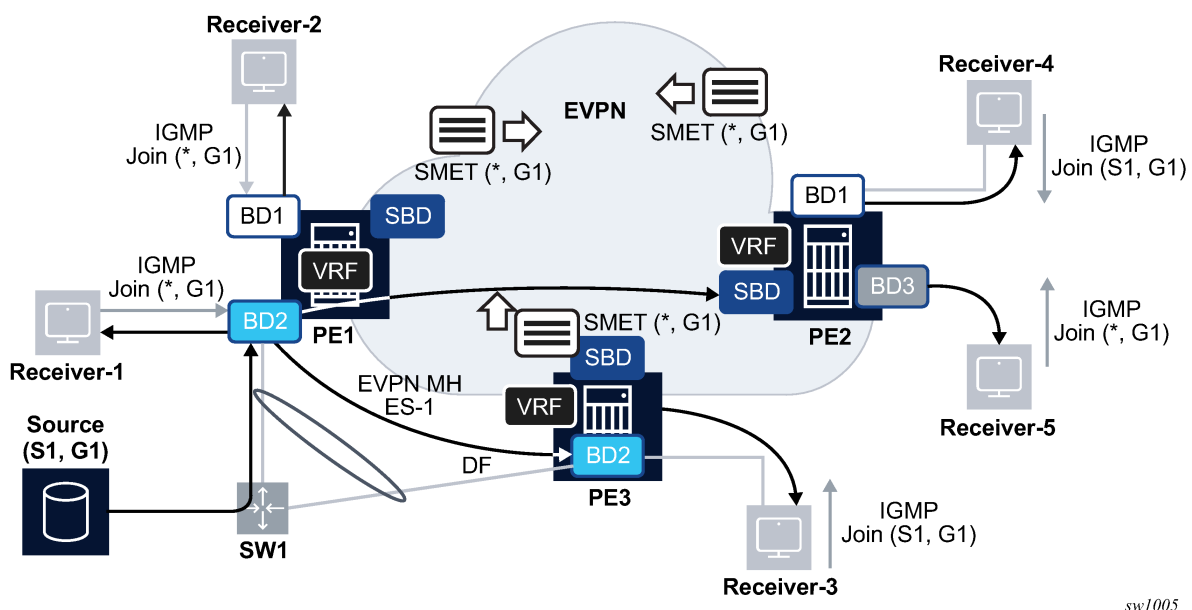 Receiver-2
IGMP
Join (*, G1)
SMET (*, G1)
EVPN
SMET (*, G1)
Receiver-4
IGMP
Join (S1, G1)
BD1
SBD
VRF
PE1
BD1
VRF
SBD
BD3
PE2
IGMP
Join (*, G1)
BD2
Receiver-1
SMET (*, G1)
SBD
IGMP
Join (*, G1)
Receiver-5
EVPN MH
ES-1
VRF
BD2
DF
PE3
Source
(S1, G1)
SW1
IGMP
Join (S1, G1)
Receiver-3
sw1005